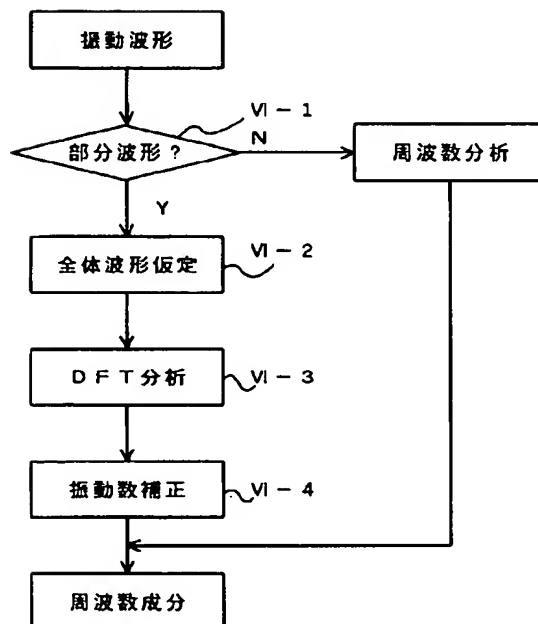 振動波形
Ⅵ－1
部分波形？
N
周波数分析
Y
全体波形仮定
Ⅵ－2
DFT分析
Ⅵ－3
振動数補正
Ⅵ－4
周波数成分